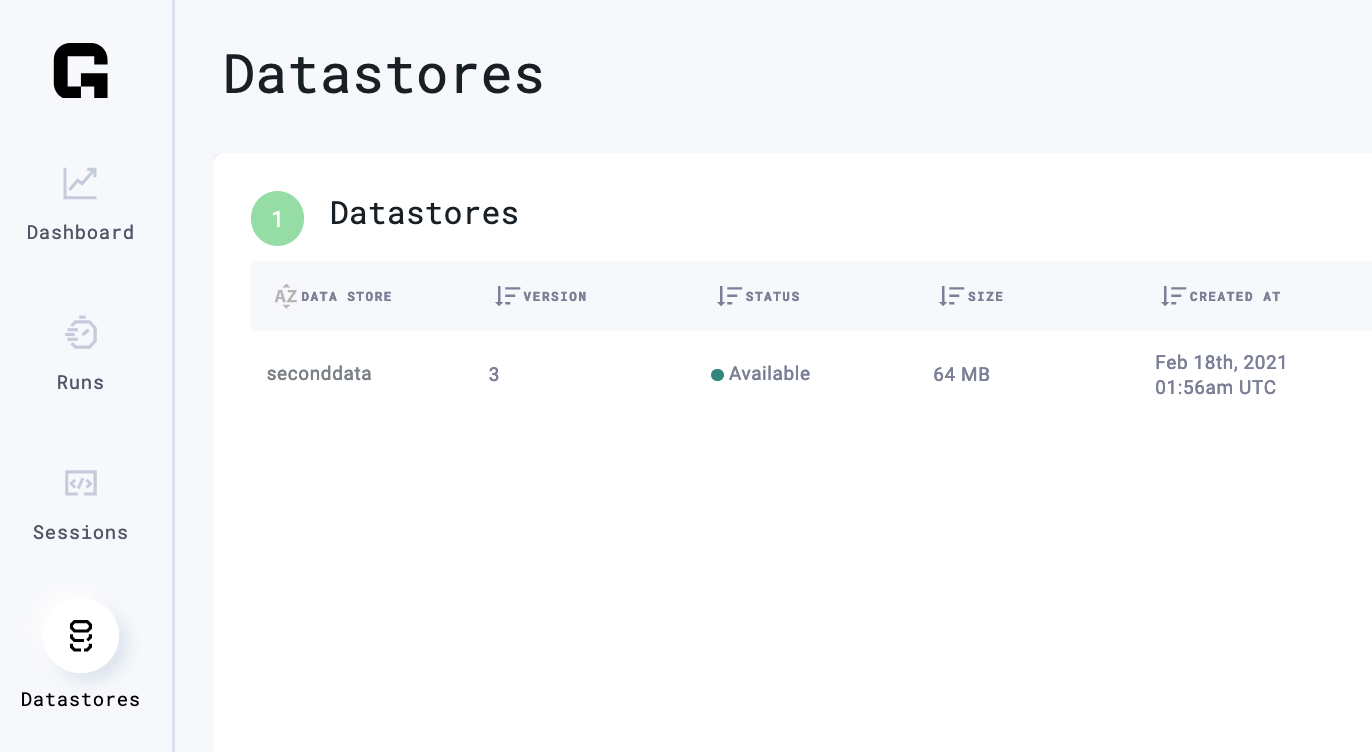 Datastores
Dashboard
Runs
Sessions
Datastores
1 Datastores
AZ DATA STORE VERSION STATUS SIZE CREATED AT
seconddata 3 Available 64 MB Feb 18th, 2021
01:56am UTC